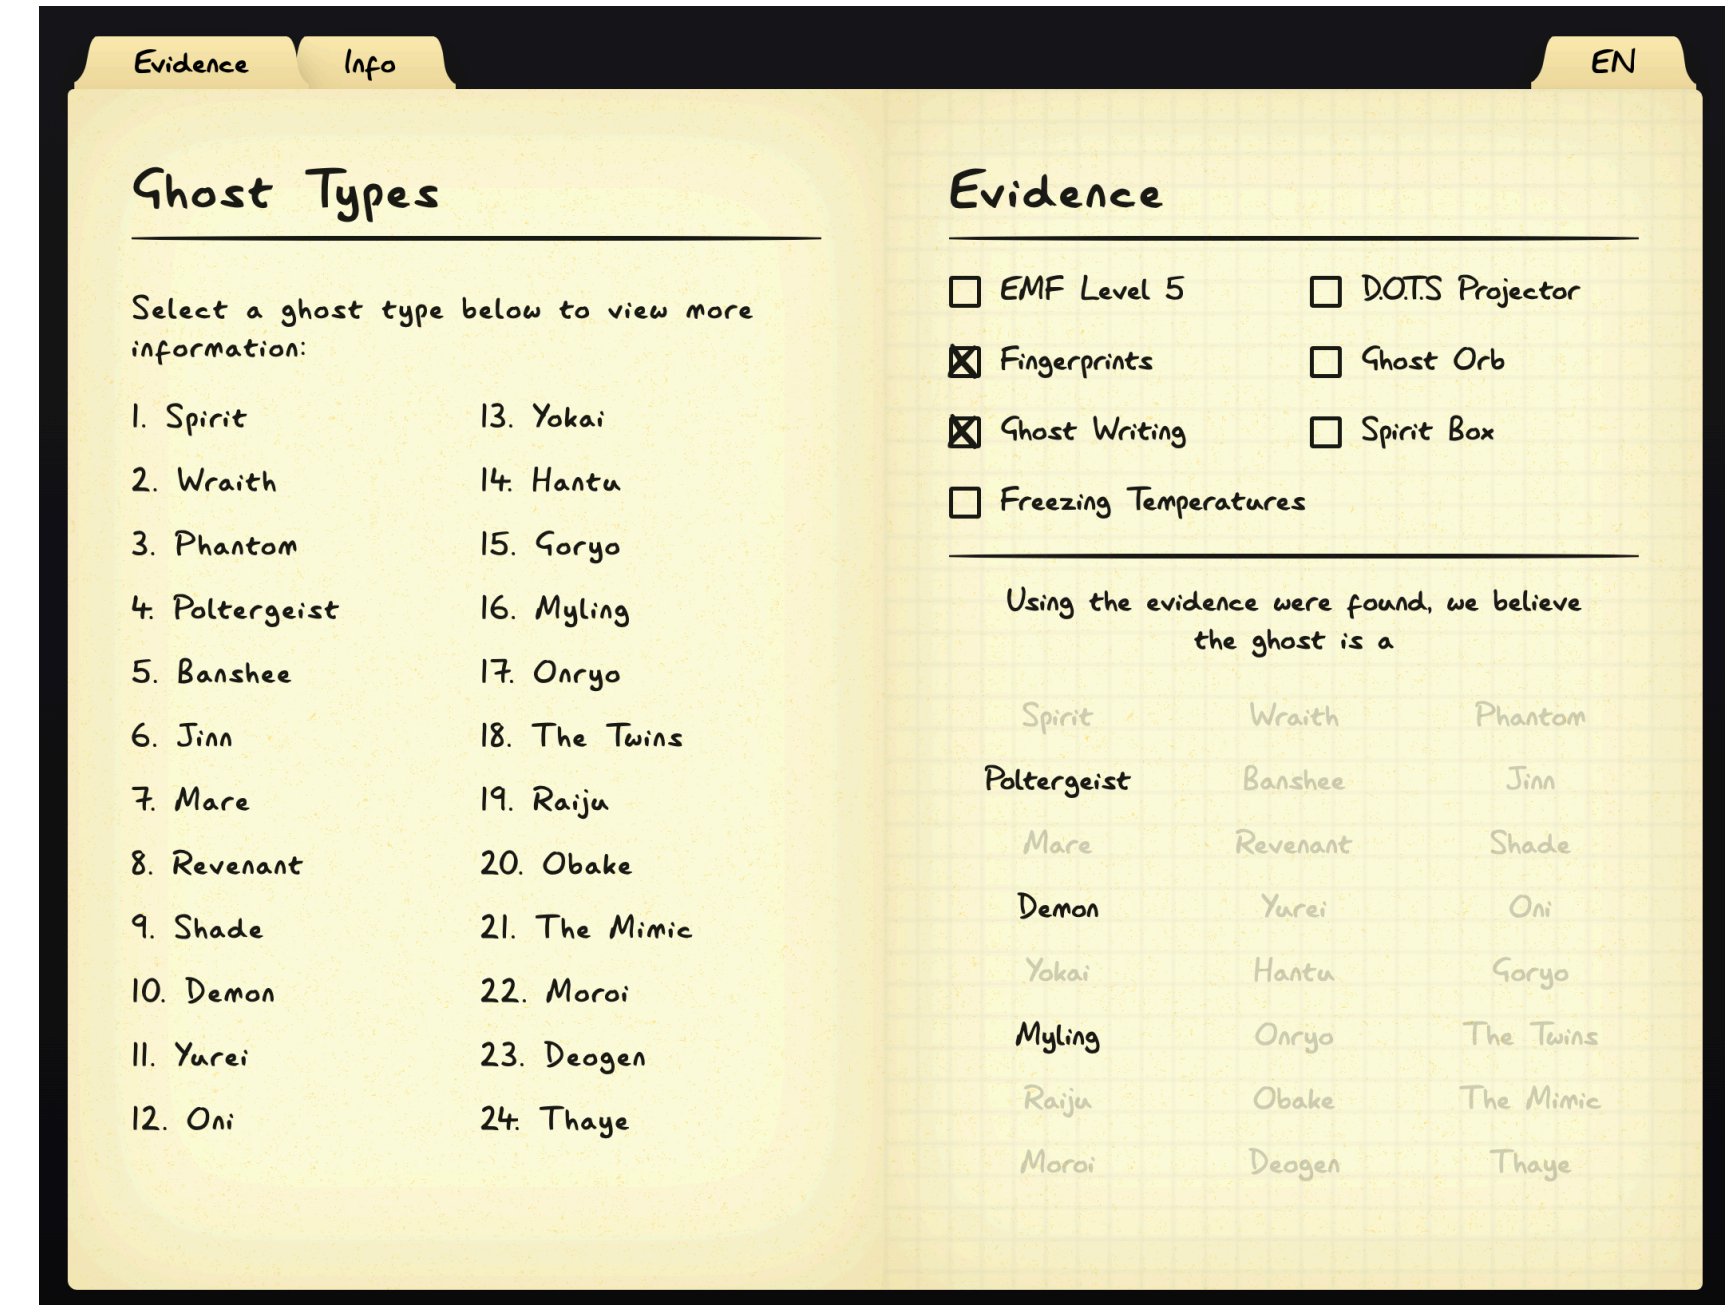 Evidence
Info
EN
Ghost Types
Select a ghost type below to view more
information:
1. Spirit
2. Wraith
3. Phantom
4. Poltergeist
5. Banshee
6. Jinn
7. Mare
8. Revenant
9. Shade
10. Demon
11. Yurei
12. Oni
13. Yokai
14. Hantu
15. Goryo
16. Myling
17. Onryo
18. The Twins
19. Raiju
20. Obake
21. The Mimic
22. Moroi
23. Deogen
24. Thaye
Evidence
EMF Level 5
D.O.T.S Projector
Fingerprints
Ghost Orb
Ghost Writing
Spirit Box
Freezing Temperatures
Using the evidence were found, we believe
the ghost is a
Spirit Wraith Phantom
Poltergeist Banshee Jinn
Mare Revenant Shade
Demon Yurei Oni
Yokai Hantu Goryo
Myling Onryo The Twins
Raiju Obake The Mimic
Moroi Deogen Thaye